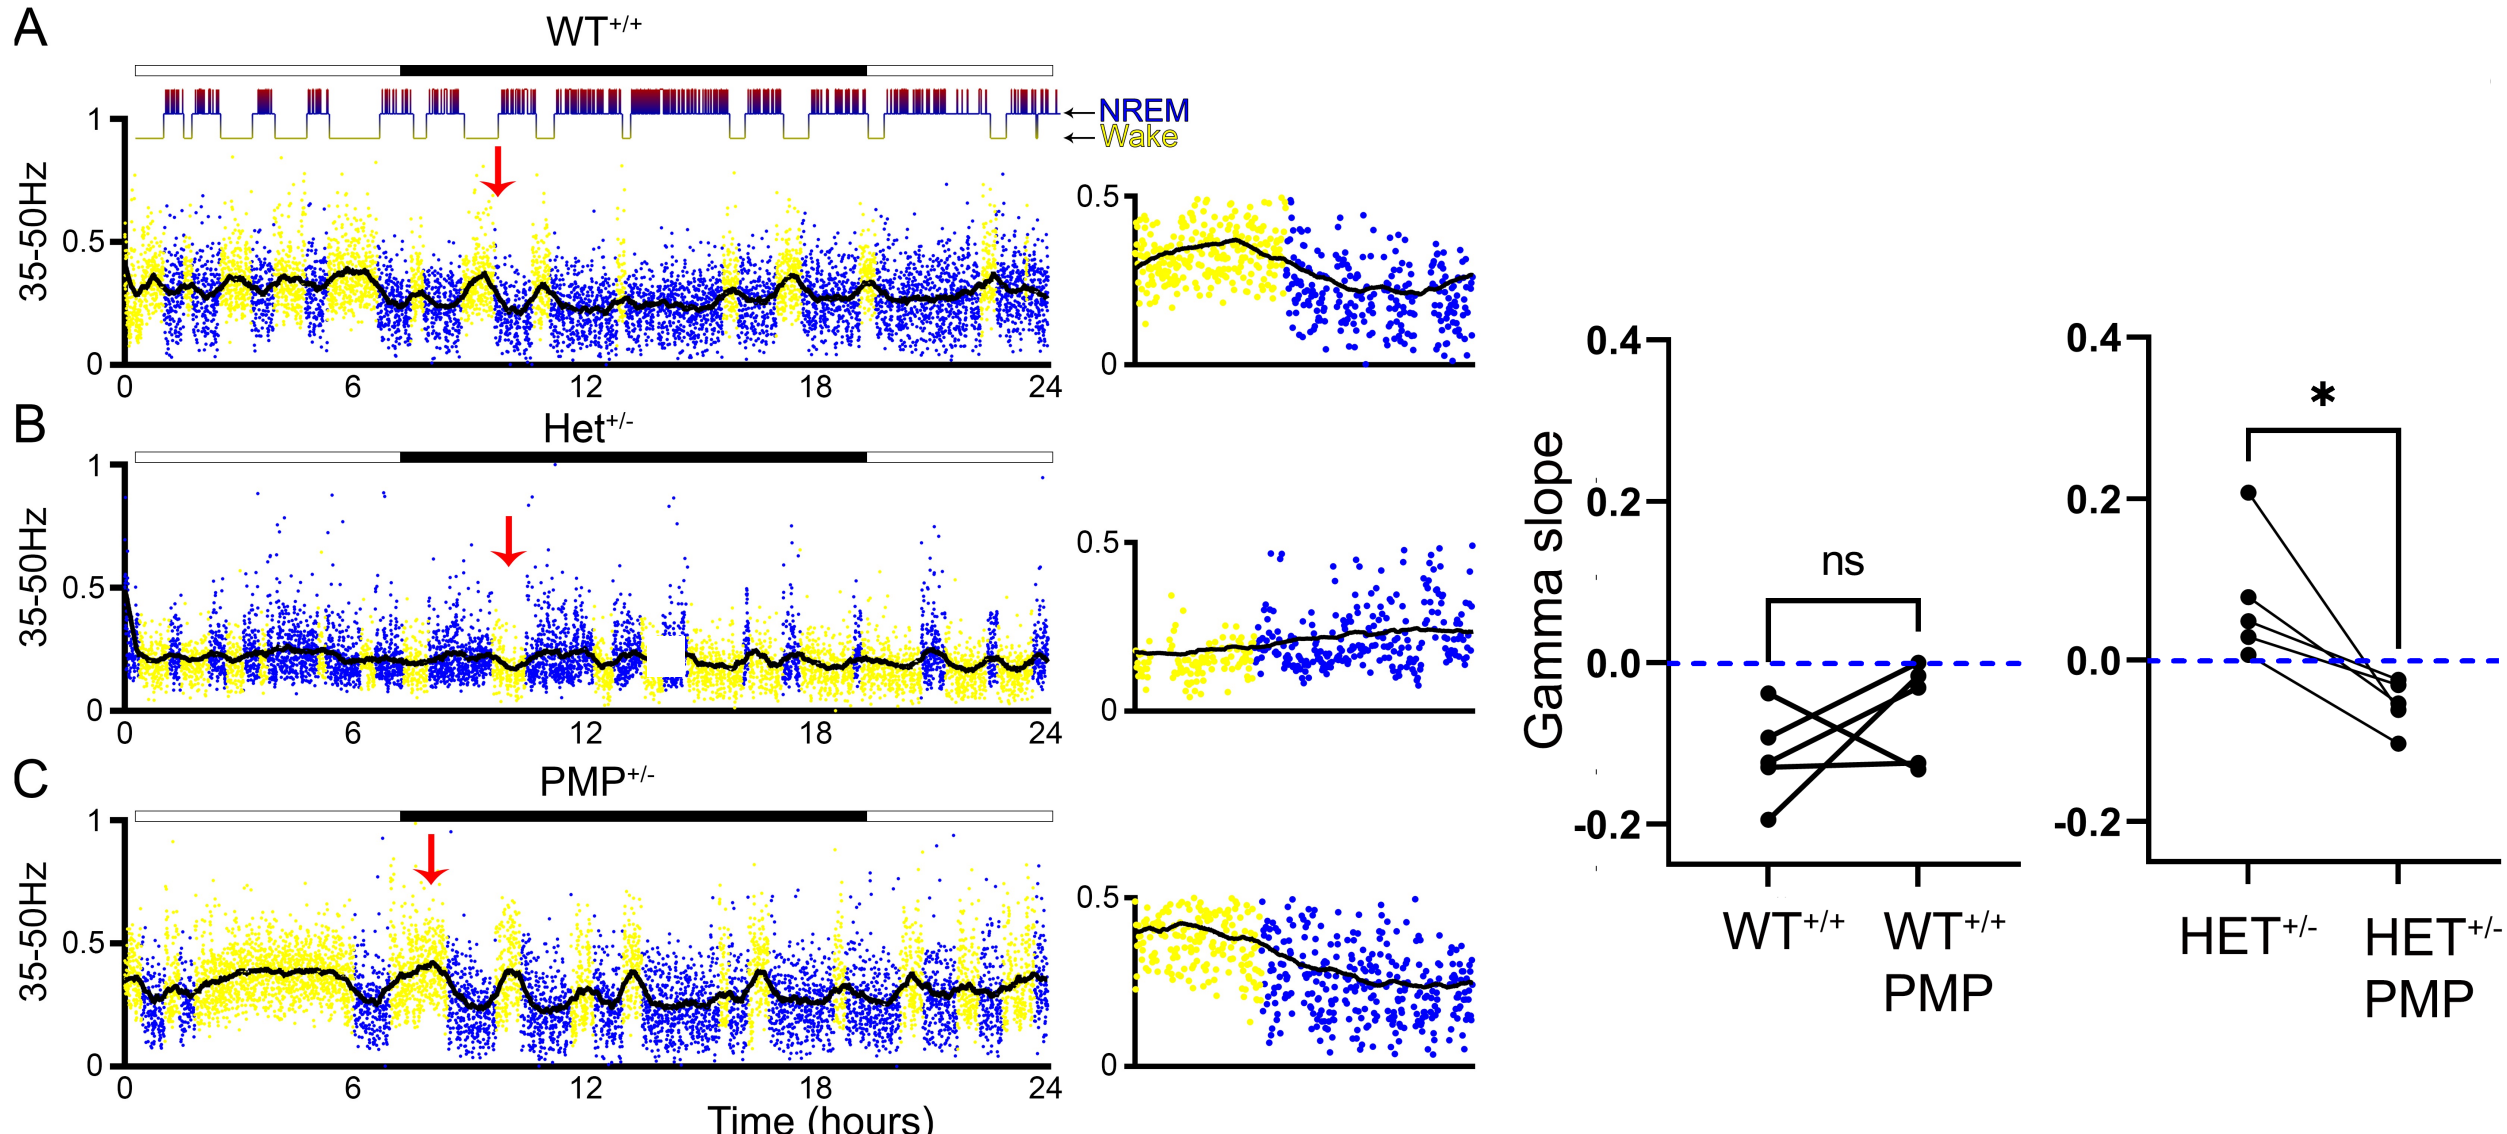 A
WT+/+
NREM
Wake
1
0.5
0
35-50Hz
0 6 12 18 24
0.5
0
B
Het+/-
1
0.5
0
35-50Hz
0 6 12 18 24
0.5
0
C
PMP+/-
1
0.5
0
35-50Hz
0 6 12 18 24
Time (hours)
0.5
0
Gamma slope
0.4
0.2
0.0
-0.2
ns
WT+/+
WT+/+
PMP
0.4
0.2
0.0
-0.2
*
HET+/-
HET+/-
PMP